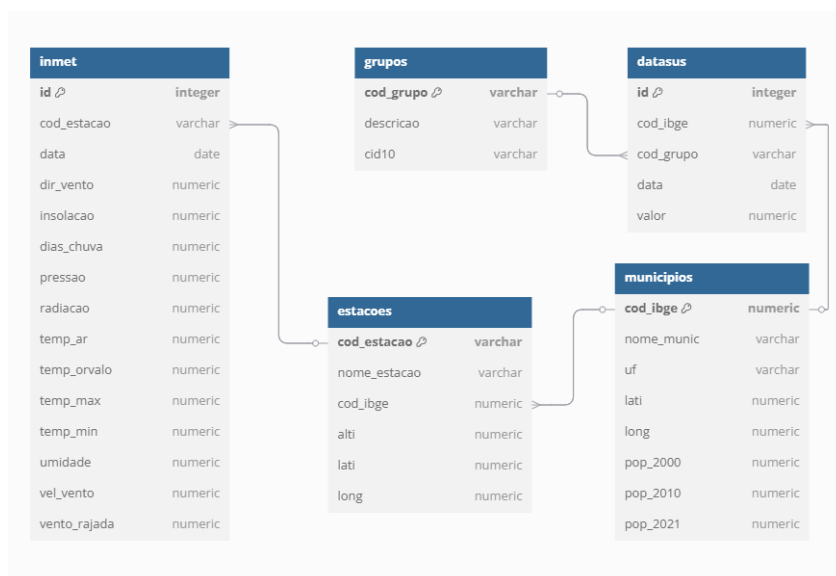 inmet
id integer
cod_estacao varchar
data date
dir_vento numeric
insolacao numeric
dias_chuva numeric
pressao numeric
radiacao numeric
temp_ar numeric
temp_orvalo numeric
temp_max numeric
temp_min numeric
umidade numeric
vel_vento numeric
vento_rajada numeric
grupos
cod_grupo varchar
descricao varchar
cid10 varchar
datasus
id integer
cod_ibge numeric
cod_grupo varchar
data date
valor numeric
estacoes
cod_estacao varchar
nome_estacao varchar
cod_ibge numeric
alti numeric
lati numeric
long numeric
municipios
cod_ibge numeric
nome_munic varchar
uf varchar
lati numeric
long numeric
pop_2000 numeric
pop_2010 numeric
pop_2021 numeric